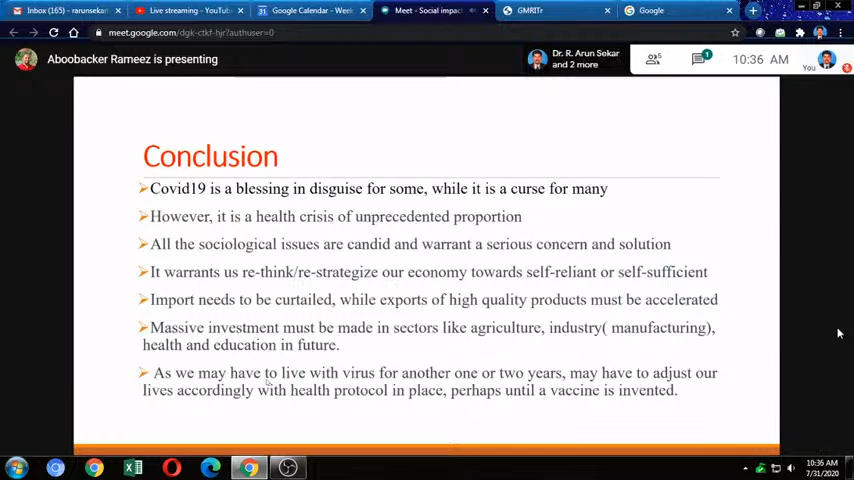 Inbox (165) - rarunsekar
Live streaming - YouTub
Google Calendar - Week
Meet - Social impac
GMRITr
Google
meet.google.com/dgk-ctkf-hjr?authuser=0
Aboobacker Rameez is presenting
Dr. R. Arun Sekar
and 2 more
5
1
10:36 AM
You
Conclusion
Covid19 is a blessing in disguise for some, while it is a curse for many
However, it is a health crisis of unprecedented proportion
All the sociological issues are candid and warrant a serious concern and solution
It warrants us re-think/re-strategize our economy towards self-reliant or self-sufficient
Import needs to be curtailed, while exports of high quality products must be accelerated
Massive investment must be made in sectors like agriculture, industry( manufacturing),
health and education in future.
As we may have to live with virus for another one or two years, may have to adjust our
lives accordingly with health protocol in place, perhaps until a vaccine is invented.
10:36 AM
7/31/2020